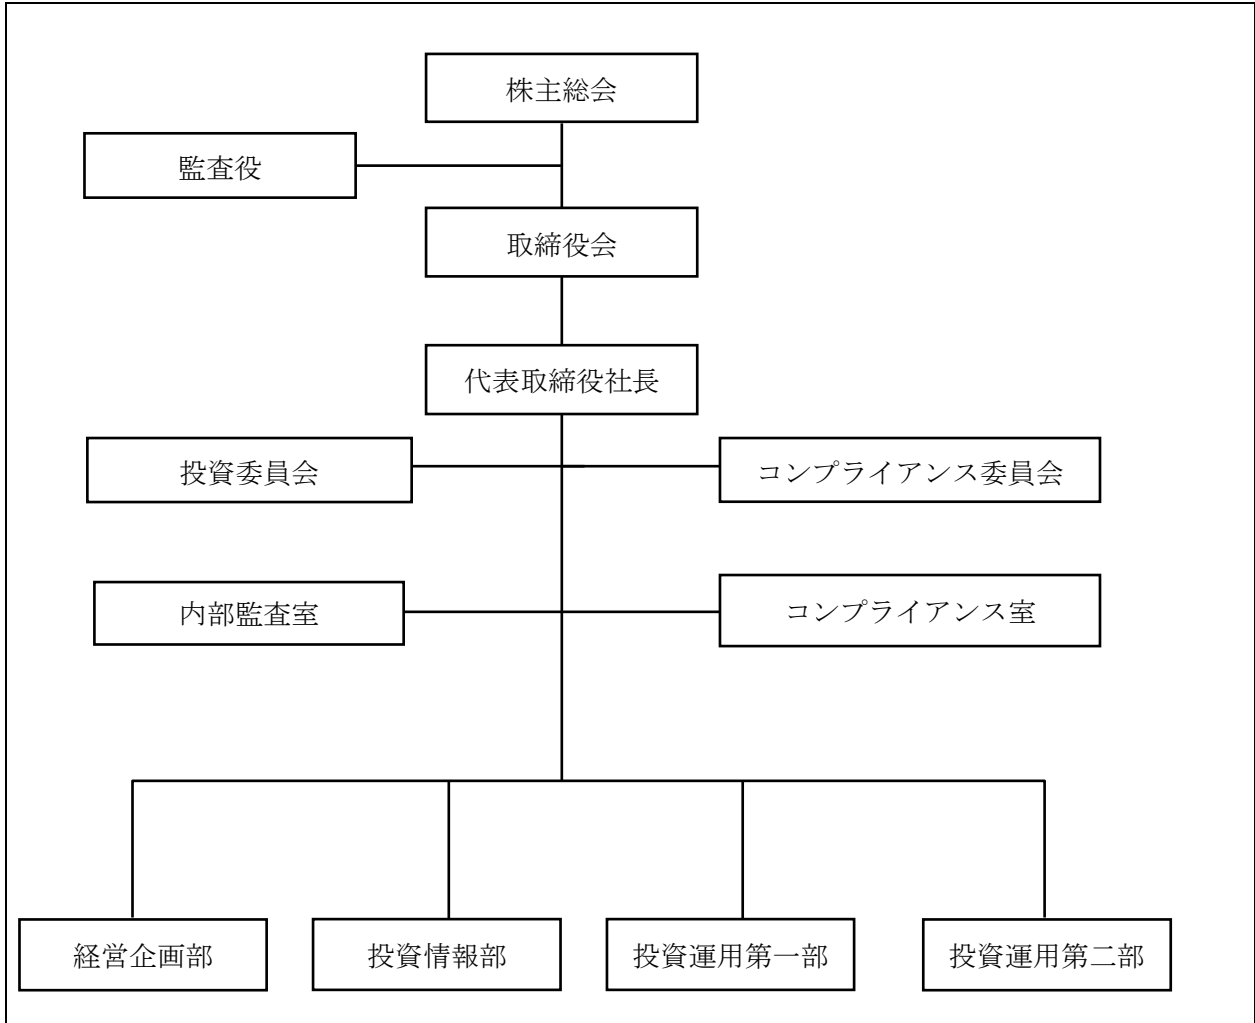 株主総会
監査役
取締役会
代表取締役社長
投資委員会
コンプライアンス委員会
内部監査室
コンプライアンス室
経営企画部
投資情報部
投資運用第一部
投資運用第二部